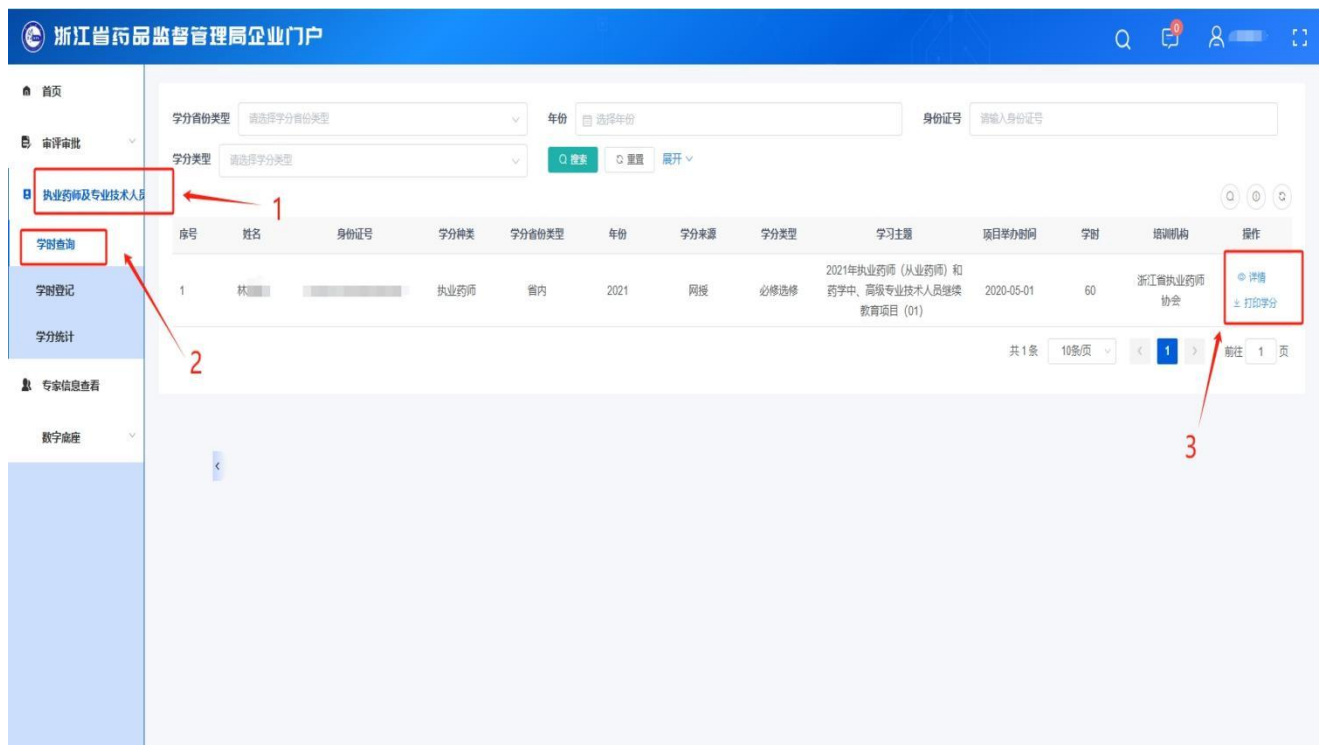 浙江省药品监督管理局企业门户
0
首页
学分省份类型 请选择学分省份类型 年份 选择年份 身份证号 请输入身份证号
审评审批
学分类型 请选择学分类型 搜索 重置 展开
执业药师及专业技术人员
1
学时查询
序号 姓名 身份证号 学分种类 学分省份类型 年份 学分来源 学分类型 学习主题 项目举办时间 学时 培训机构 操作
1 林 执业药师 省内 2021 网授 必修选修 2021年执业药师（从业药师）和 2020-05-01 60 浙江省执业药师 详情
药学中、高级专业技术人员继续 协会 打印学分
教育项目（01）
学时登记
学分统计
共1条 10条/页 1 前往 1 页
2
专家信息查看
数字底座
3